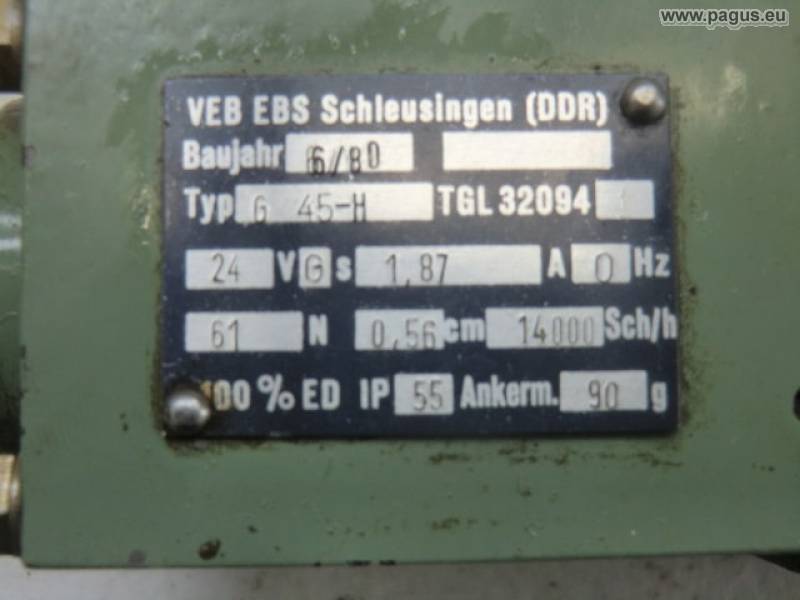 www.pagus.eu
VEB EBS Schleusingen (DDR)
Baujahr 6/80
Typ G 45-H TGL 32094
24 V G s 1,87 A 0 Hz
61 N 0,56 cm 14000 Sch/h
100 % ED IP 55 Ankerm. 90 g